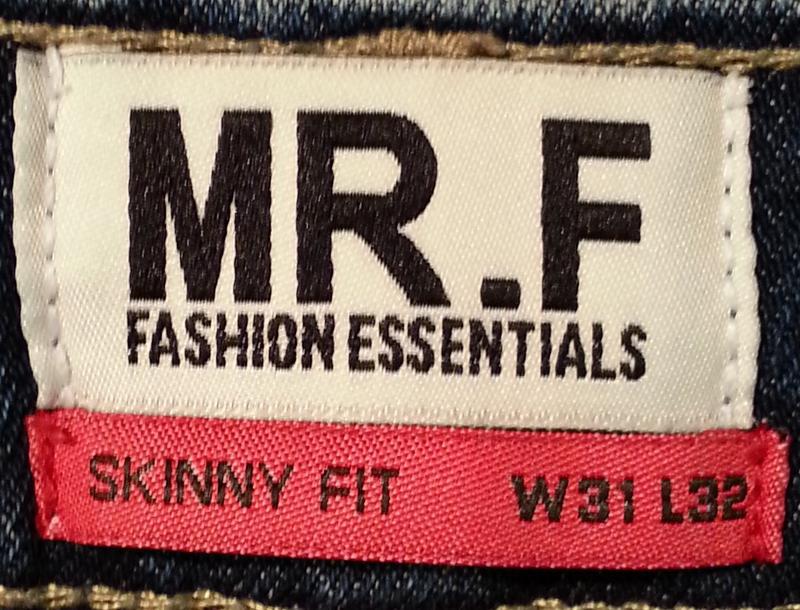 MR.F
FASHION ESSENTIALS
SKINNY FIT W31 L32